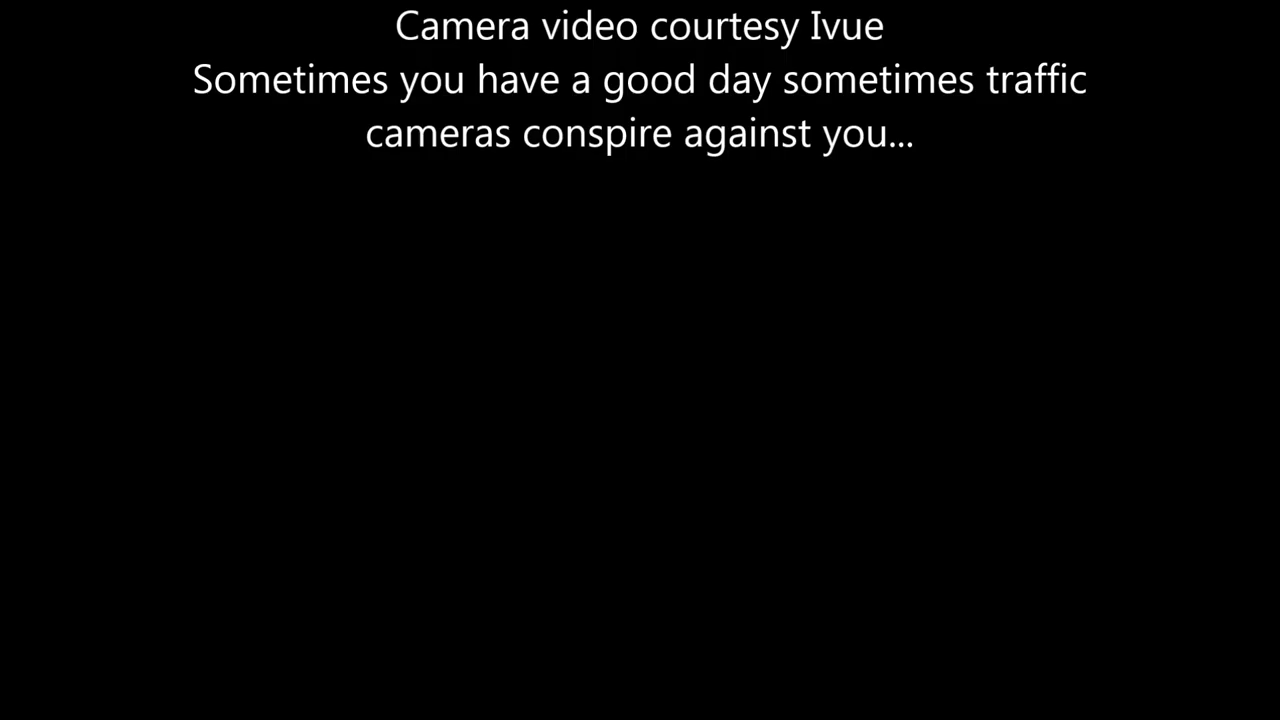 Camera video courtesy Ivue
Sometimes you have a good day sometimes traffic
cameras conspire against you...